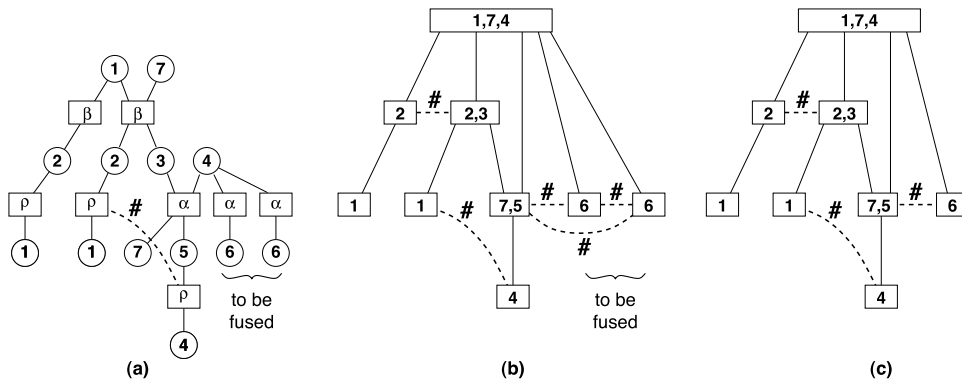 1 7
β β
2 2 3 4
ρ ρ # α α α
1 1 7 5 6 6
ρ
to be
fused
4
(a)
1,7,4
2 # 2,3
1 1 # 7,5 # 6 # 6
#
4
to be
fused
(b)
1,7,4
2 # 2,3
1 1 # 7,5 # 6
4
(c)